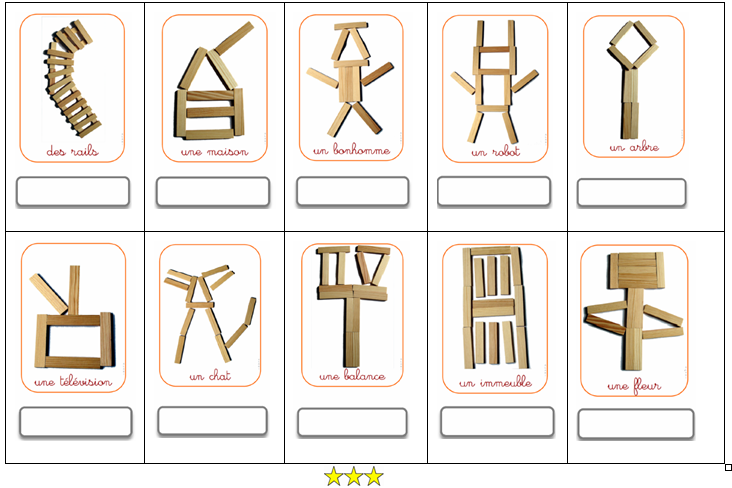 des rails
une maison
un bonhomme
un robot
un arbre
une télévision
un chat
une balance
un immeuble
une fleur